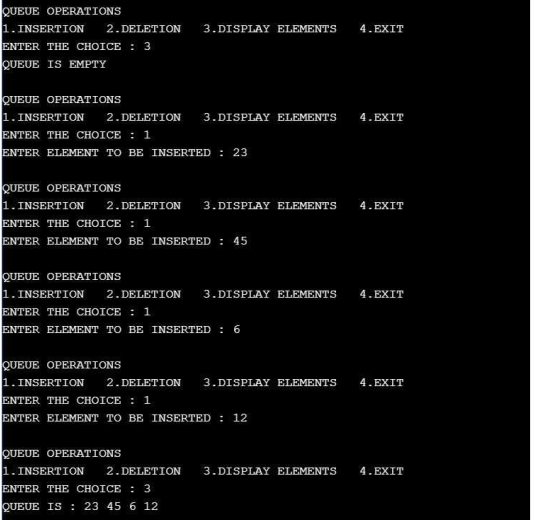 QUEUE OPERATIONS
1.INSERTION   2.DELETION   3.DISPLAY ELEMENTS   4.EXIT
ENTER THE CHOICE : 3
QUEUE IS EMPTY

QUEUE OPERATIONS
1.INSERTION   2.DELETION   3.DISPLAY ELEMENTS   4.EXIT
ENTER THE CHOICE : 1
ENTER ELEMENT TO BE INSERTED : 23

QUEUE OPERATIONS
1.INSERTION   2.DELETION   3.DISPLAY ELEMENTS   4.EXIT
ENTER THE CHOICE : 1
ENTER ELEMENT TO BE INSERTED : 45

QUEUE OPERATIONS
1.INSERTION   2.DELETION   3.DISPLAY ELEMENTS   4.EXIT
ENTER THE CHOICE : 1
ENTER ELEMENT TO BE INSERTED : 6

QUEUE OPERATIONS
1.INSERTION   2.DELETION   3.DISPLAY ELEMENTS   4.EXIT
ENTER THE CHOICE : 1
ENTER ELEMENT TO BE INSERTED : 12

QUEUE OPERATIONS
1.INSERTION   2.DELETION   3.DISPLAY ELEMENTS   4.EXIT
ENTER THE CHOICE : 3
QUEUE IS : 23 45 6 12